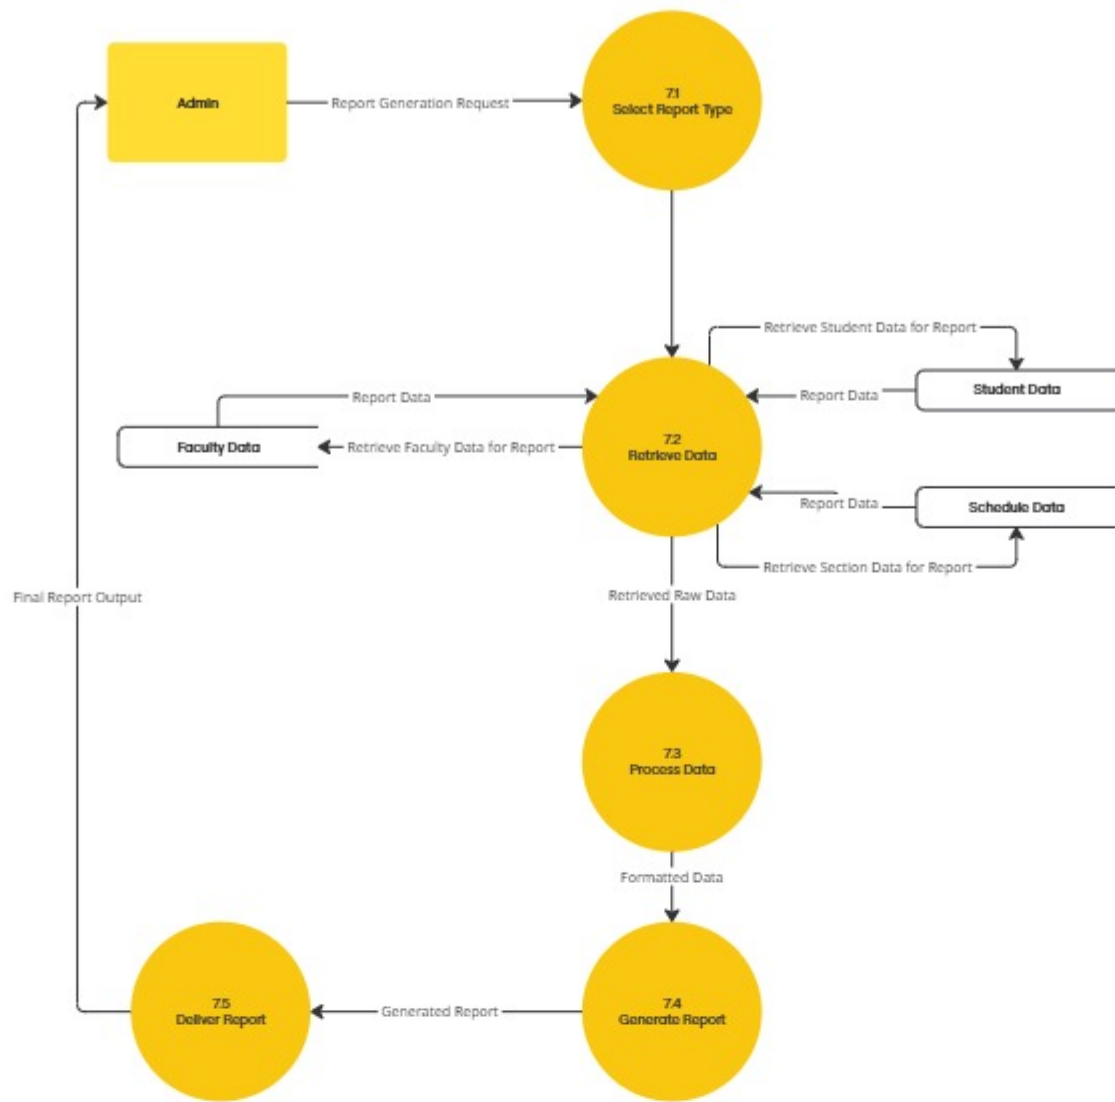 Admin
Report Generation Request
7.1
Select Report Type
Retrieve Student Data for Report
Student Data
Report Data
Report Data
Faculty Data
Retrieve Faculty Data for Report
7.2
Retrieve Data
Report Data
Schedule Data
Retrieve Section Data for Report
Retrieved Raw Data
Final Report Output
7.3
Process Data
Formatted Data
7.5
Deliver Report
Generated Report
7.4
Generate Report